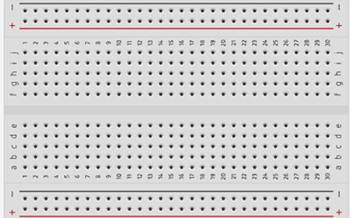 − −
+ +
1 2 3 4 5 6 7 8 9 10 11 12 13 14 15 16 17 18 19 20 21 22 23 24 25 26 27 28 29 30
f g h i j f g h i j
a b c d e a b c d e
1 2 3 4 5 6 7 8 9 10 11 12 13 14 15 16 17 18 19 20 21 22 23 24 25 26 27 28 29 30
− −
+ +